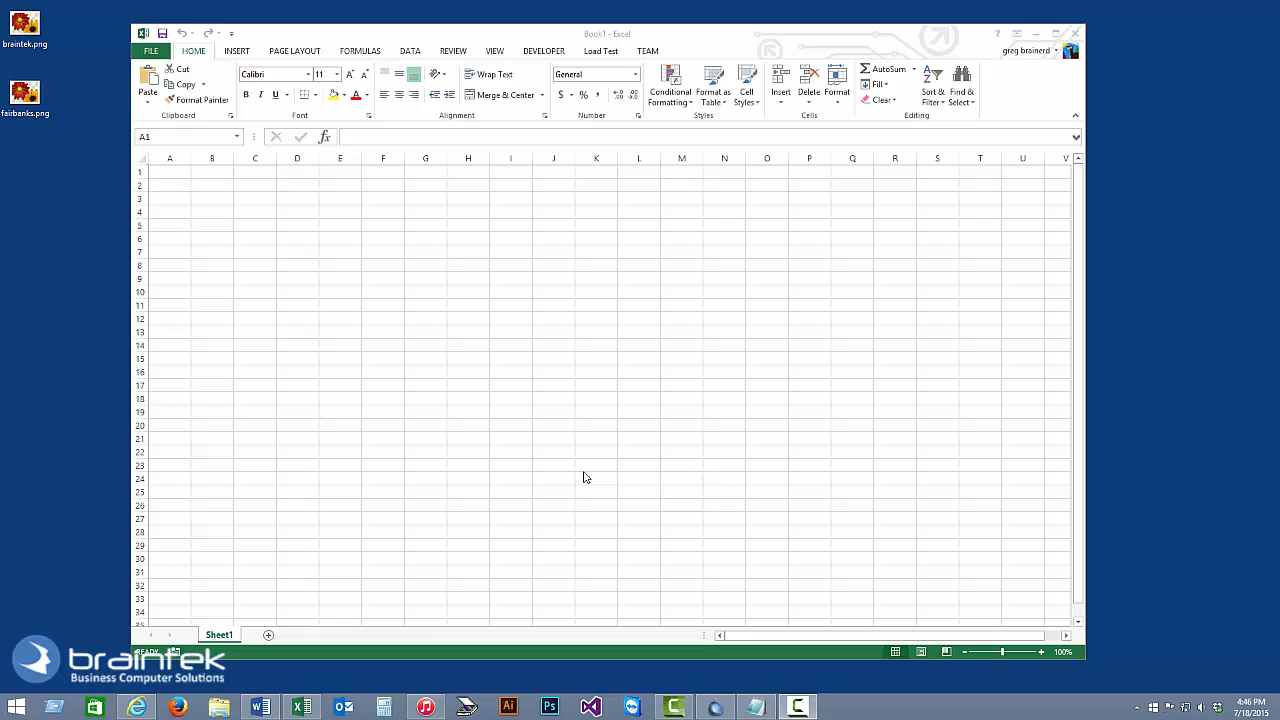 braintek.png
fairbanks.png
Book1 - Excel
?
FILE HOME INSERT PAGE LAYOUT DATA REVIEW VIEW DEVELOPER Load Test TEAM
greg brainerd
Paste
Cut
Copy
Format Painter
Clipboard
Calibri 11
B I U
Font
Wrap Text
Merge & Center
Alignment
General
$ % ,
Number
Conditional Formatting
Format as Table
Cell Styles
Styles
Insert Delete Format
Cells
AutoSum
Fill
Clear
Sort & Filter
Find & Select
Editing
A1
fx
A C D E G H I K L M N O P Q R S T U V
1
2
3
4
5
6
7
8
9
10
11
12
13
14
15
16
17
18
19
20
21
22
23
24
25
26
27
28
29
30
31
32
33
34
Sheet1
READY
100%
braintek
Business Computer Solutions
4:46 PM
7/18/2015